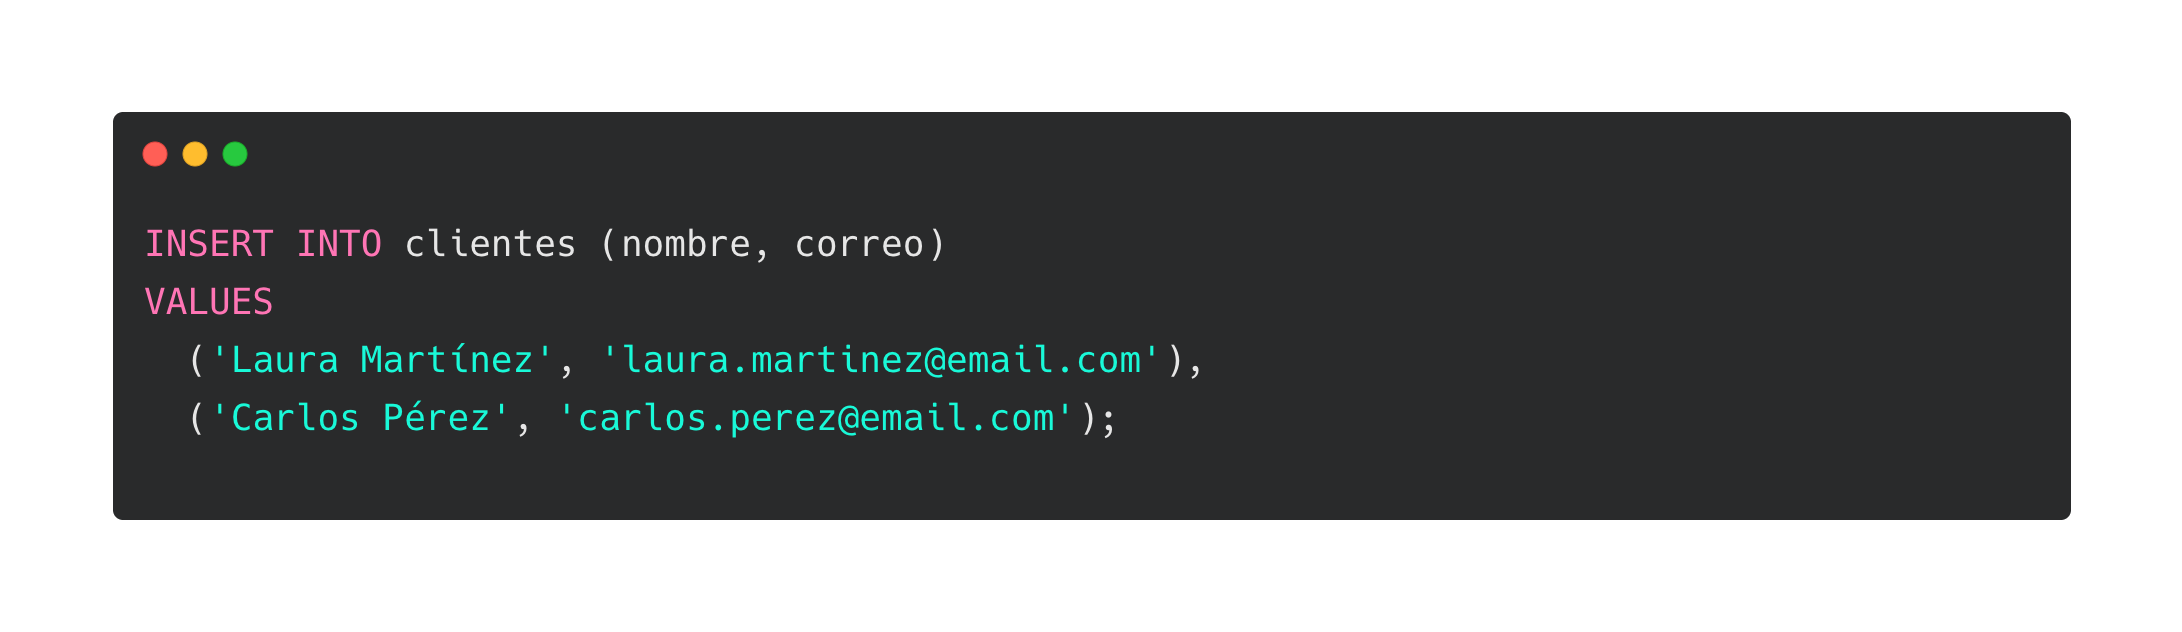 INSERT INTO clientes (nombre, correo)
VALUES
  ('Laura Martínez', 'laura.martinez@email.com'),
  ('Carlos Pérez', 'carlos.perez@email.com');